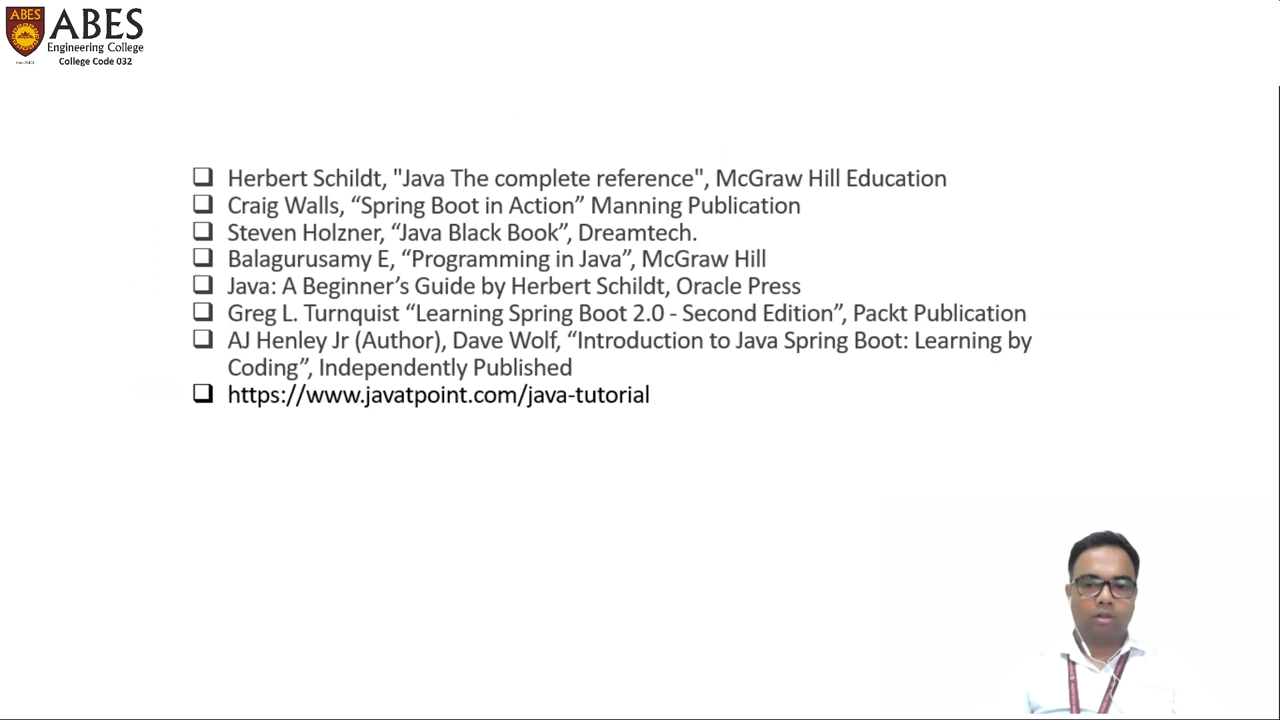 ABES
Engineering College
College Code 032
❑ Herbert Schildt, "Java The complete reference", McGraw Hill Education
❑ Craig Walls, “Spring Boot in Action” Manning Publication
❑ Steven Holzner, “Java Black Book”, Dreamtech.
❑ Balagurusamy E, “Programming in Java”, McGraw Hill
❑ Java: A Beginner’s Guide by Herbert Schildt, Oracle Press
❑ Greg L. Turnquist “Learning Spring Boot 2.0 - Second Edition”, Packt Publication
❑ AJ Henley Jr (Author), Dave Wolf, “Introduction to Java Spring Boot: Learning by
Coding”, Independently Published
❑ https://www.javatpoint.com/java-tutorial